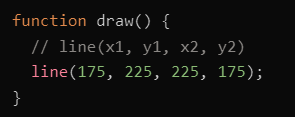 function draw() {
  // line(x1, y1, x2, y2)
  line(175, 225, 225, 175);
}